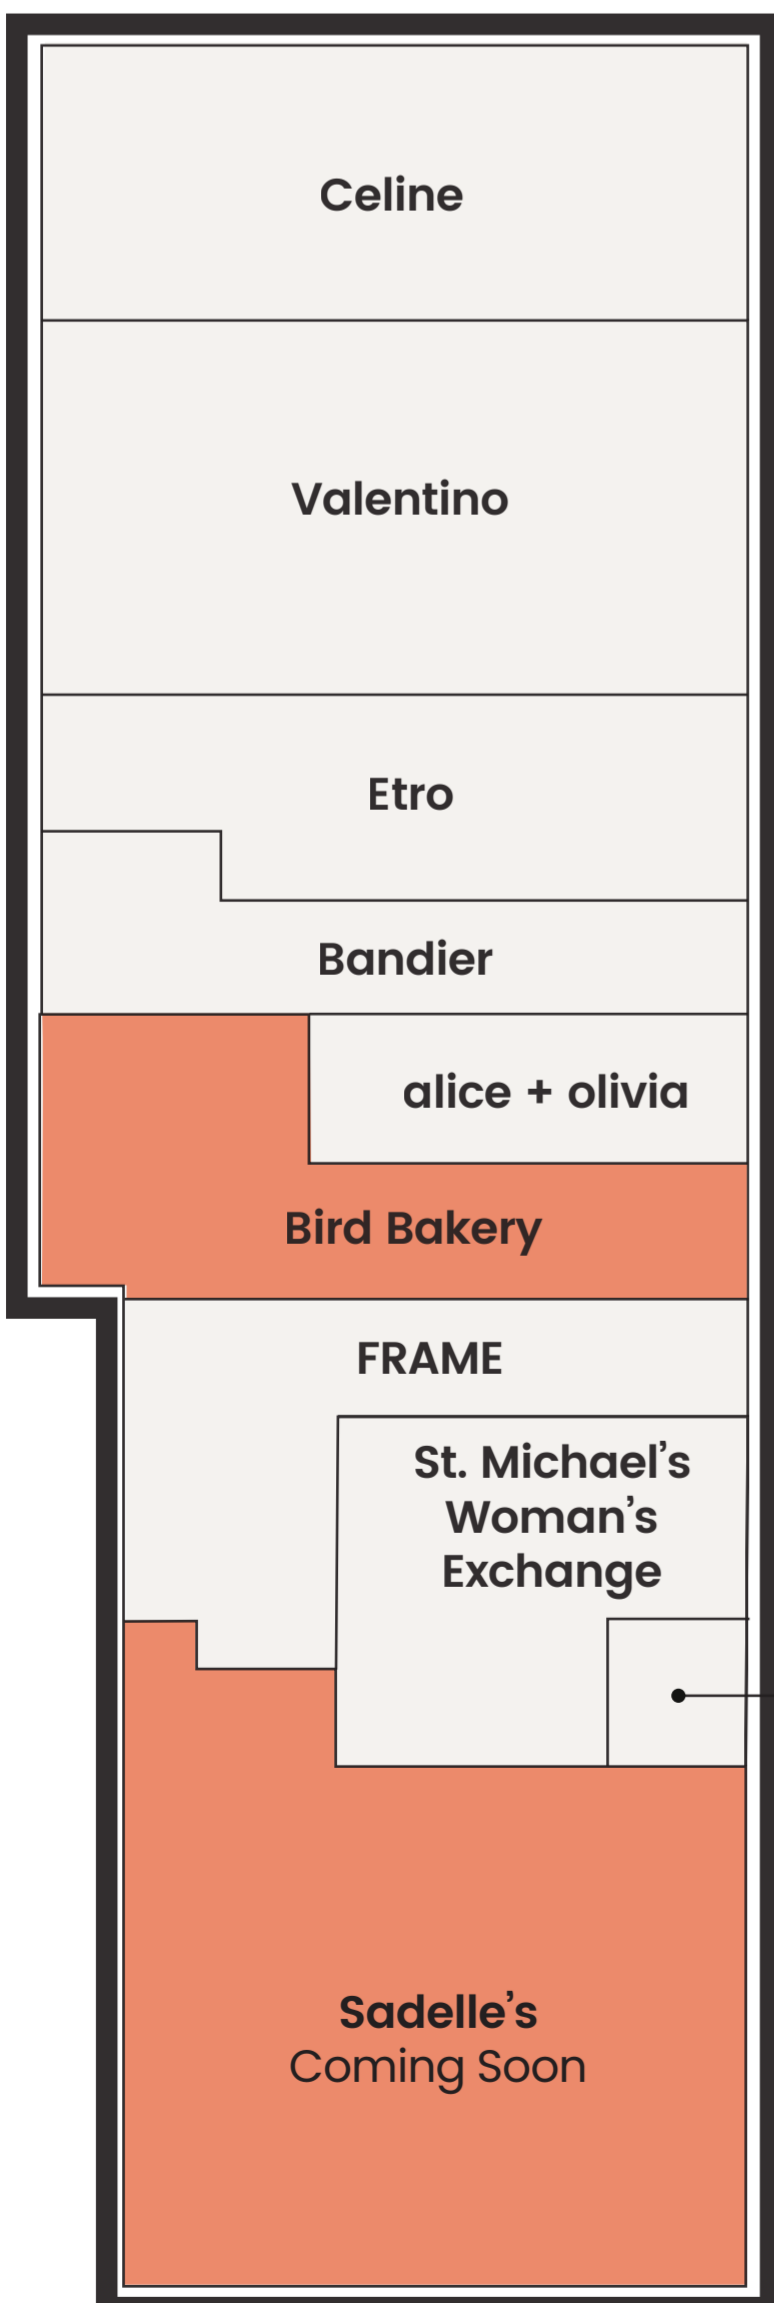 Celine
Valentino
Etro
Bandier
alice + olivia
Bird Bakery
FRAME
St. Michael’s
Woman’s
Exchange
Sadelle’s
Coming Soon